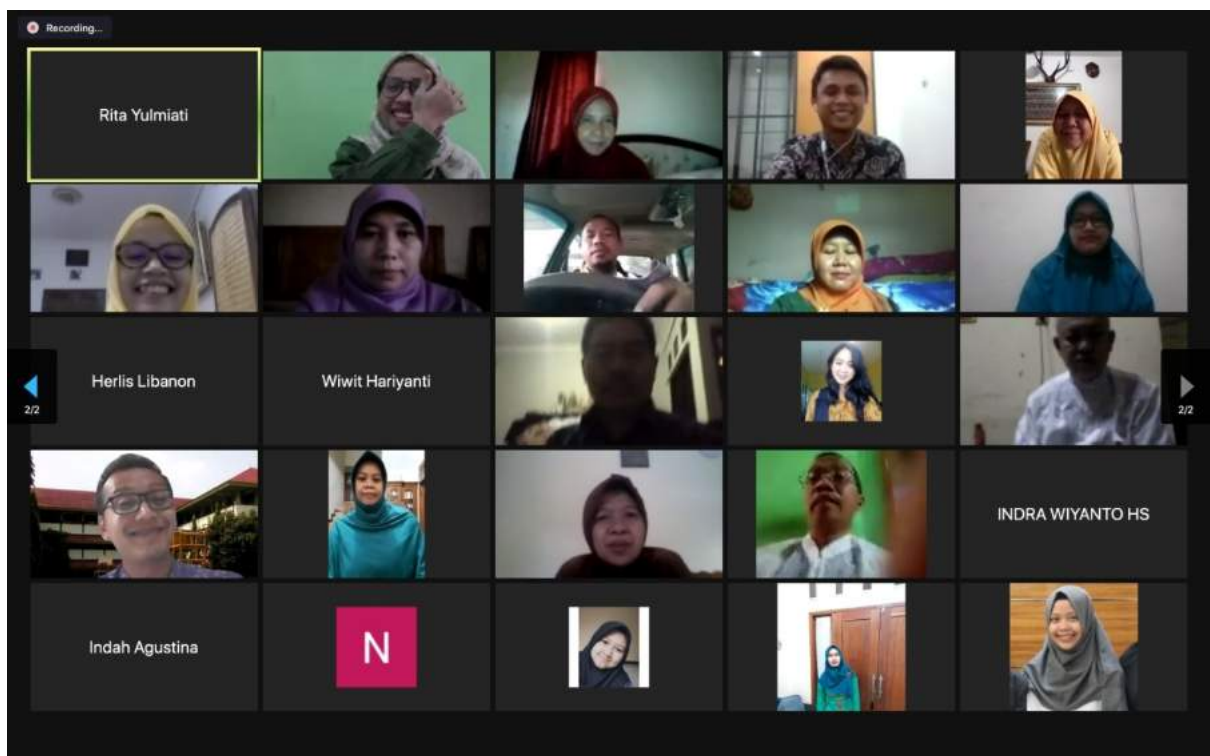 Recording...
Rita Yulmiati
Herlis Libanon
Wiwit Hariyanti
2/2
2/2
INDRA WIYANTO HS
Indah Agustina
N